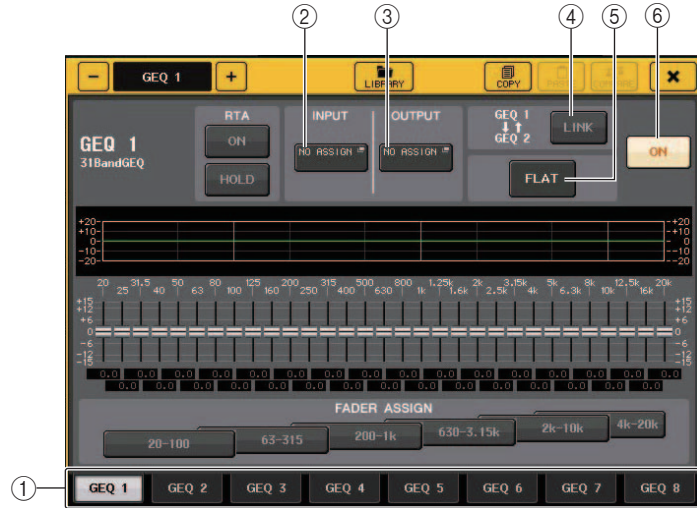 ② ③ ④ ⑤ ⑥
− GEQ 1 + LIBRARY COPY ×
GEQ 1
31BandGEQ
RTA
ON
HOLD
INPUT
NO ASSIGN
OUTPUT
NO ASSIGN
GEQ 1
GEQ 2
LINK
FLAT
ON
+20 +20
+10 +10
0 0
-10 -10
-20 -20
20 31.5 50 80 125 200 315 500 800 1.25k 2k 3.15k 5k 8k 12.5k 20k
25 40 63 100 160 250 400 630 1k 1.6k 2.5k 4k 6.3k 10k 16k
+15 +15
+12 +12
+6 +6
0 0
-6 -6
-12 -12
-15 -15
0.0 0.0 0.0 0.0 0.0 0.0 0.0 0.0 0.0 0.0 0.0 0.0 0.0 0.0 0.0 0.0
0.0 0.0 0.0 0.0 0.0 0.0 0.0 0.0 0.0 0.0 0.0 0.0 0.0 0.0 0.0
FADER ASSIGN
20-100 63-315 200-1k 630-3.15k 2k-10k 4k-20k
① GEQ 1 GEQ 2 GEQ 3 GEQ 4 GEQ 5 GEQ 6 GEQ 7 GEQ 8